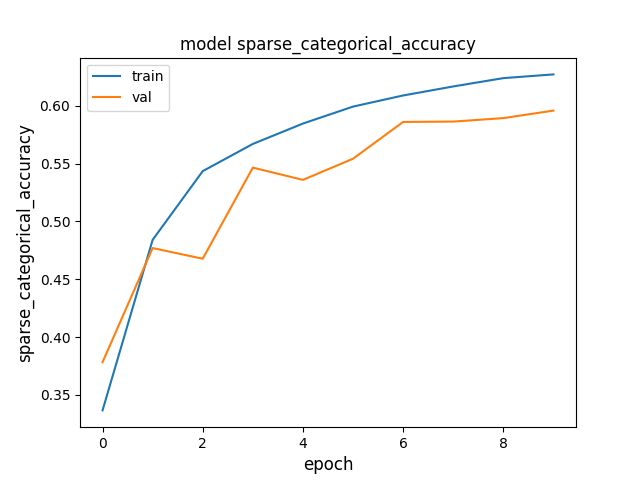 model sparse_categorical_accuracy
train
val
0.60
0.55
0.50
0.45
0.40
0.35
sparse_categorical_accuracy
0 2 4 6 8
epoch